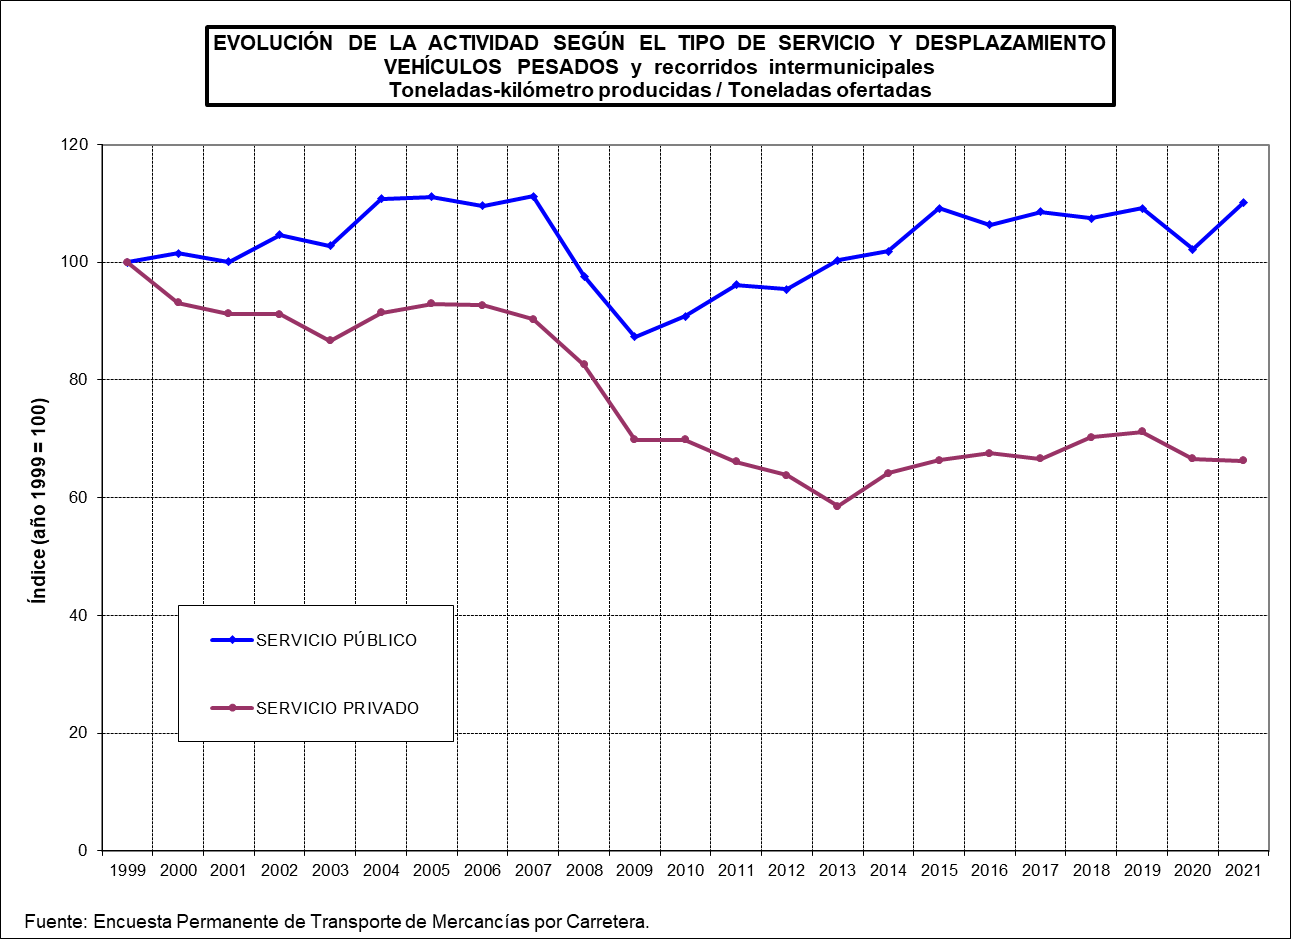 EVOLUCIÓN DE LA ACTIVIDAD SEGÚN EL TIPO DE SERVICIO Y DESPLAZAMIENTO
VEHÍCULOS PESADOS y recorridos intermunicipales
Toneladas-kilómetro producidas / Toneladas ofertadas
120
100
80
60
40
20
0
Índice (año 1999 = 100)
SERVICIO PÚBLICO
SERVICIO PRIVADO
1999 2000 2001 2002 2003 2004 2005 2006 2007 2008 2009 2010 2011 2012 2013 2014 2015 2016 2017 2018 2019 2020 2021
Fuente: Encuesta Permanente de Transporte de Mercancías por Carretera.